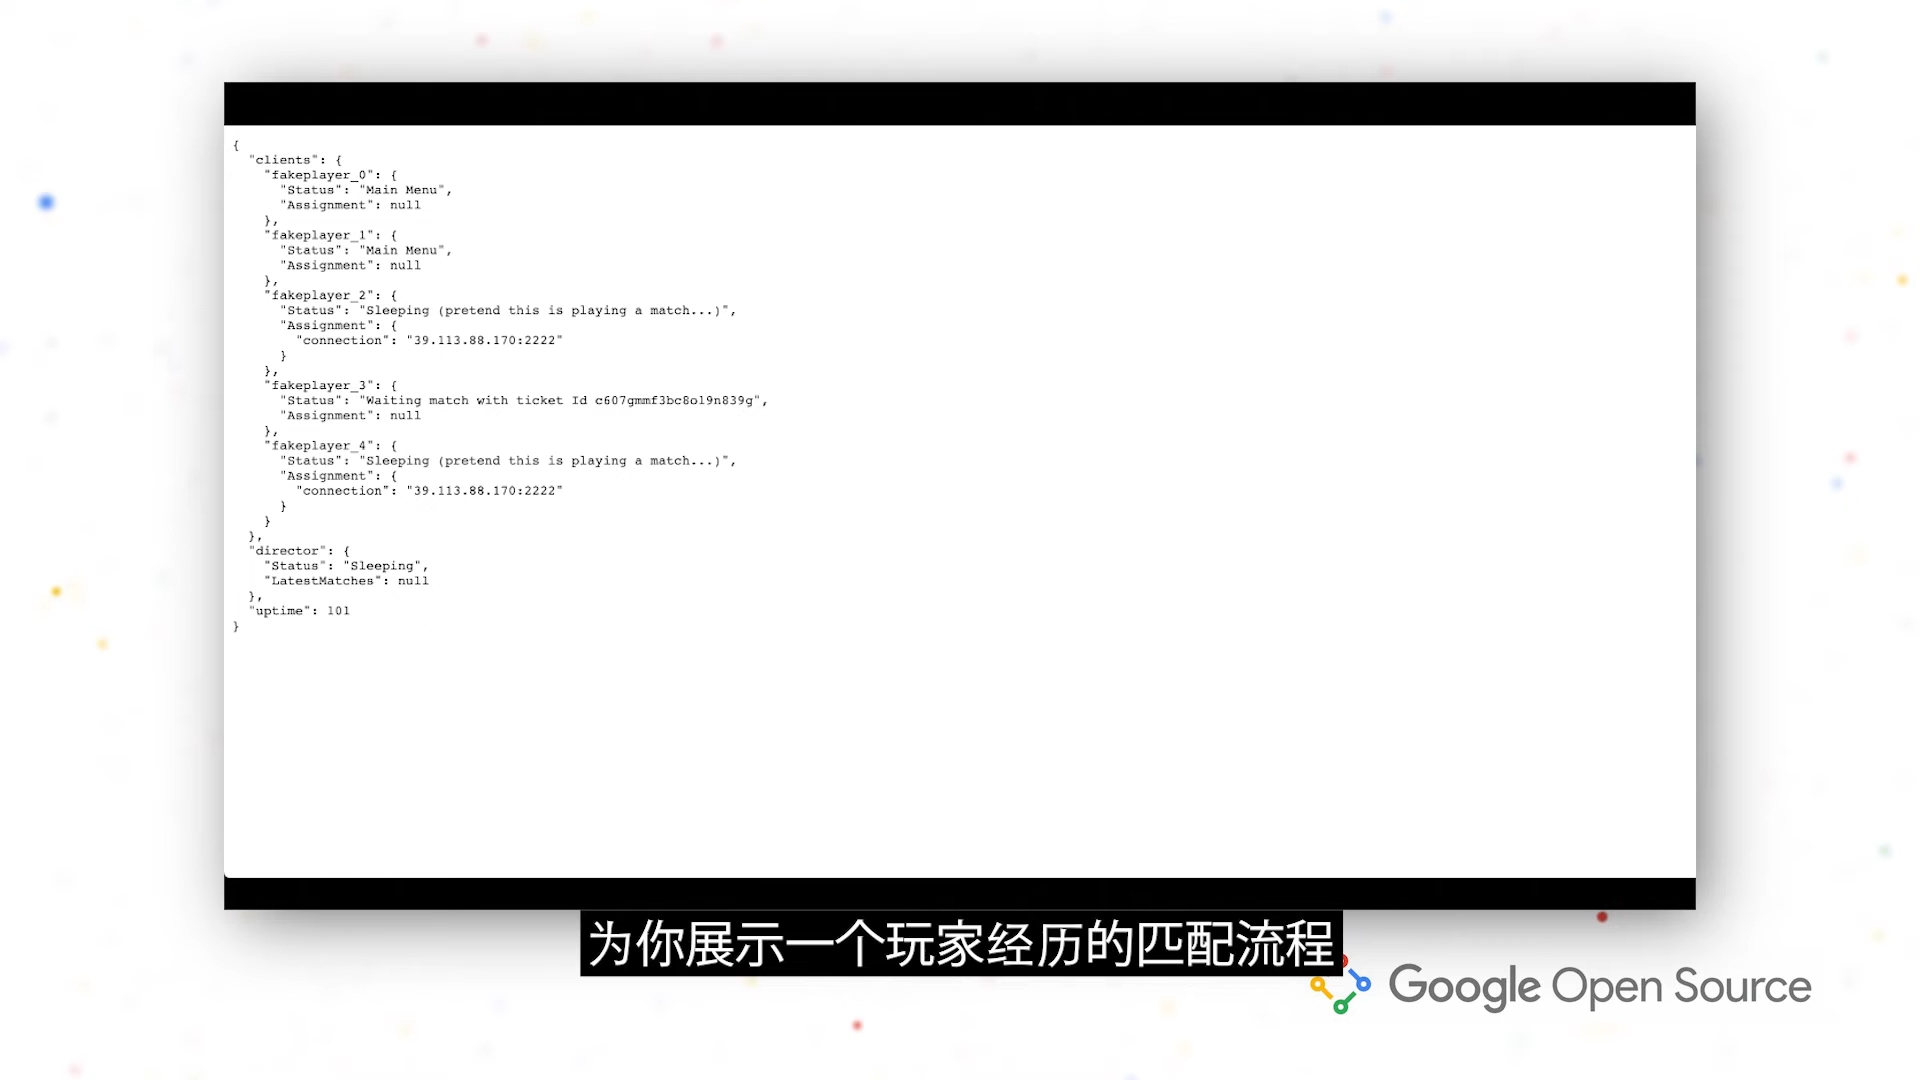 {
"clients": {
"fakeplayer_0": {
"Status": "Main Menu",
"Assignment": null
},
"fakeplayer_1": {
"Status": "Main Menu",
"Assignment": null
},
"fakeplayer_2": {
"Status": "Sleeping (pretend this is playing a match...)",
"Assignment": {
"connection": "39.113.88.170:2222"
}
},
"fakeplayer_3": {
"Status": "Waiting match with ticket Id c607gmmf3bc8o19n839g",
"Assignment": null
},
"fakeplayer_4": {
"Status": "Sleeping (pretend this is playing a match...)",
"Assignment": {
"connection": "39.113.88.170:2222"
}
}
},
"director": {
"Status": "Sleeping",
"LatestMatches": null
},
"uptime": 101
}
为你展示一个玩家经历的匹配流程
Google Open Source